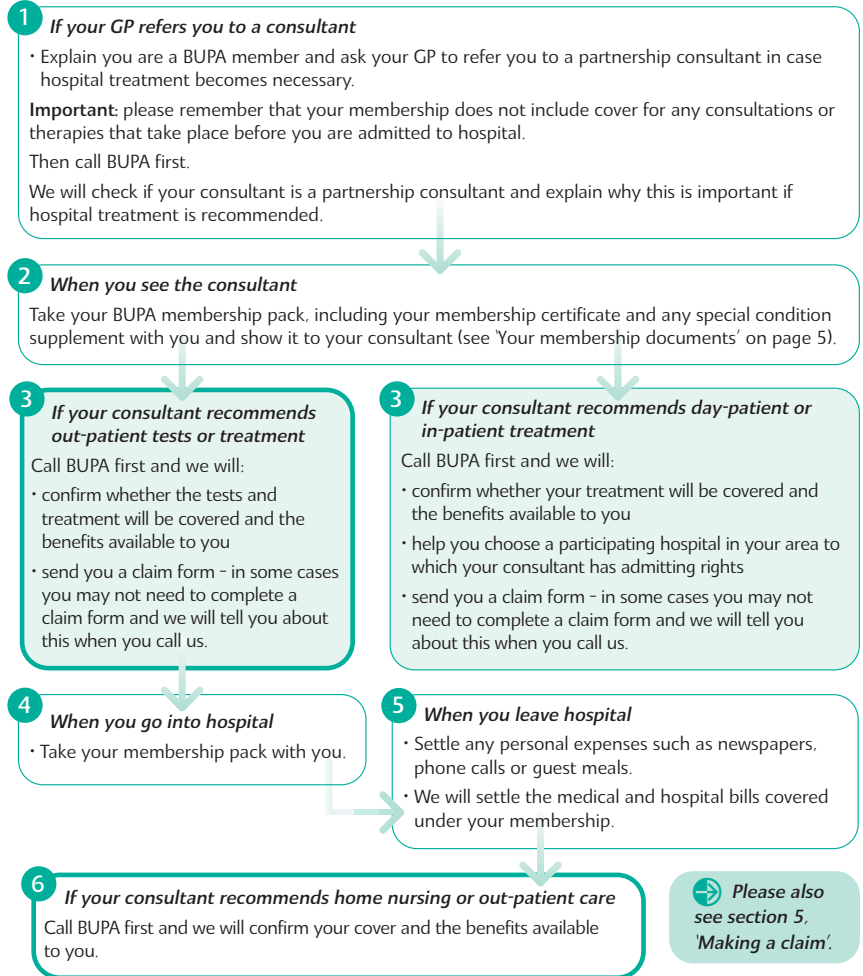 1
If your GP refers you to a consultant
· Explain you are a BUPA member and ask your GP to refer you to a partnership consultant in case
hospital treatment becomes necessary.
Important: please remember that your membership does not include cover for any consultations or
therapies that take place before you are admitted to hospital.
Then call BUPA first.
We will check if your consultant is a partnership consultant and explain why this is important if
hospital treatment is recommended.
2
When you see the consultant
Take your BUPA membership pack, including your membership certificate and any special condition
supplement with you and show it to your consultant (see 'Your membership documents' on page 5).
3
If your consultant recommends
out-patient tests or treatment
Call BUPA first and we will:
· confirm whether the tests and
treatment will be covered and the
benefits available to you
· send you a claim form – in some cases
you may not need to complete a
claim form and we will tell you about
this when you call us.
3
If your consultant recommends day-patient or
in-patient treatment
Call BUPA first and we will:
· confirm whether your treatment will be covered and
the benefits available to you
· help you choose a participating hospital in your area to
which your consultant has admitting rights
· send you a claim form – in some cases you may not
need to complete a claim form and we will tell you
about this when you call us.
4
When you go into hospital
· Take your membership pack with you.
5
When you leave hospital
· Settle any personal expenses such as newspapers,
phone calls or guest meals.
· We will settle the medical and hospital bills covered
under your membership.
6
If your consultant recommends home nursing or out-patient care
Call BUPA first and we will confirm your cover and the benefits available
to you.
Please also
see section 5,
'Making a claim'.